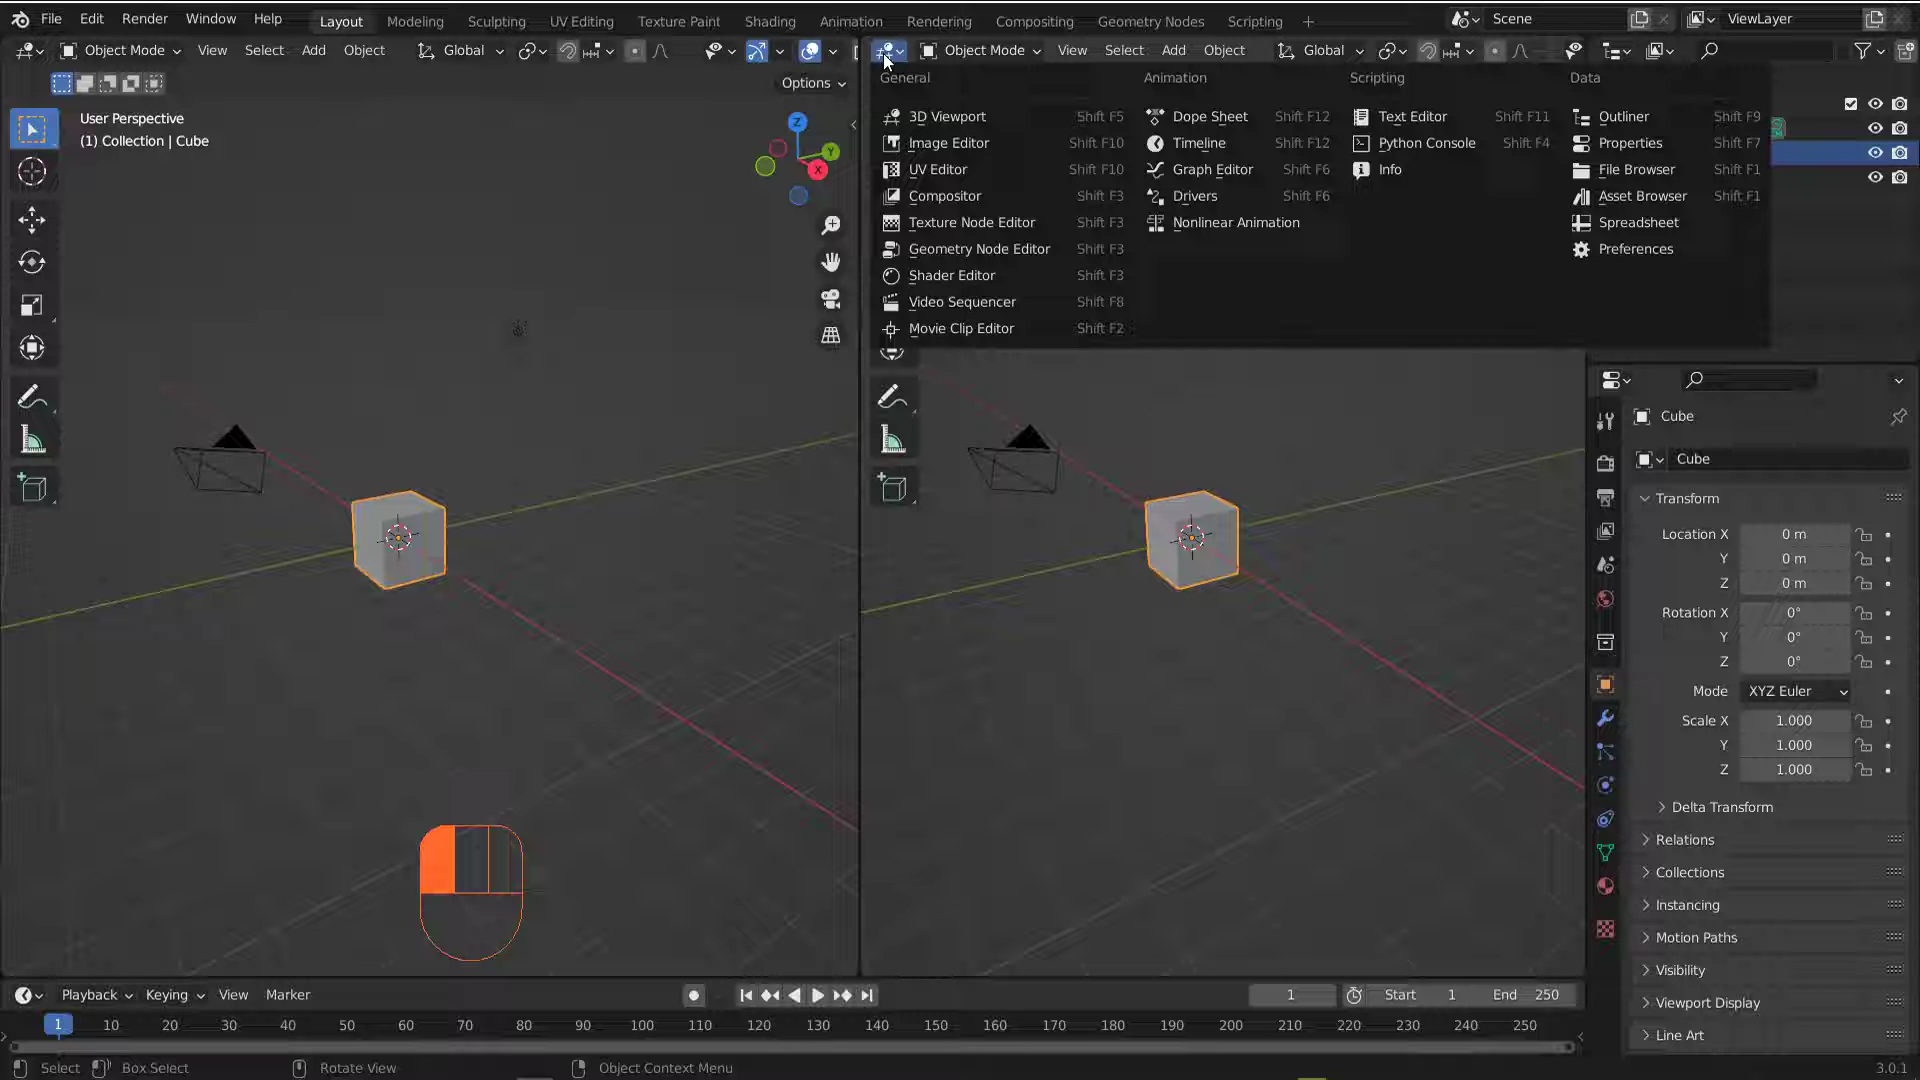 File Edit Render Window Help Layout Modeling Sculpting UV Editing Texture Paint Shading Animation Rendering Compositing Geometry Nodes Scripting + Scene ViewLayer
Object Mode View Select Add Object Global Object Mode View Select Add Object Global
Options
User Perspective
(1) Collection | Cube
Z
Y
X
General
3D Viewport Shift F5
Image Editor Shift F10
UV Editor Shift F10
Compositor Shift F3
Texture Node Editor Shift F3
Geometry Node Editor Shift F3
Shader Editor Shift F3
Video Sequencer Shift F8
Movie Clip Editor Shift F2
Animation
Dope Sheet Shift F12
Timeline Shift F12
Graph Editor Shift F6
Drivers Shift F6
Nonlinear Animation
Scripting
Text Editor Shift F11
Python Console Shift F4
Info
Data
Outliner Shift F9
Properties Shift F7
File Browser Shift F1
Asset Browser Shift F1
Spreadsheet
Preferences
Cube
Cube
Transform
Location X 0 m
Y 0 m
Z 0 m
Rotation X 0°
Y 0°
Z 0°
Mode XYZ Euler
Scale X 1.000
Y 1.000
Z 1.000
Delta Transform
Relations
Collections
Instancing
Motion Paths
Visibility
Viewport Display
Line Art
Playback Keying View Marker 1 Start 1 End 250
1 10 20 30 40 50 60 70 80 90 100 110 120 130 140 150 160 170 180 190 200 210 220 230 240 250
Select Box Select Rotate View Object Context Menu 3.0.1